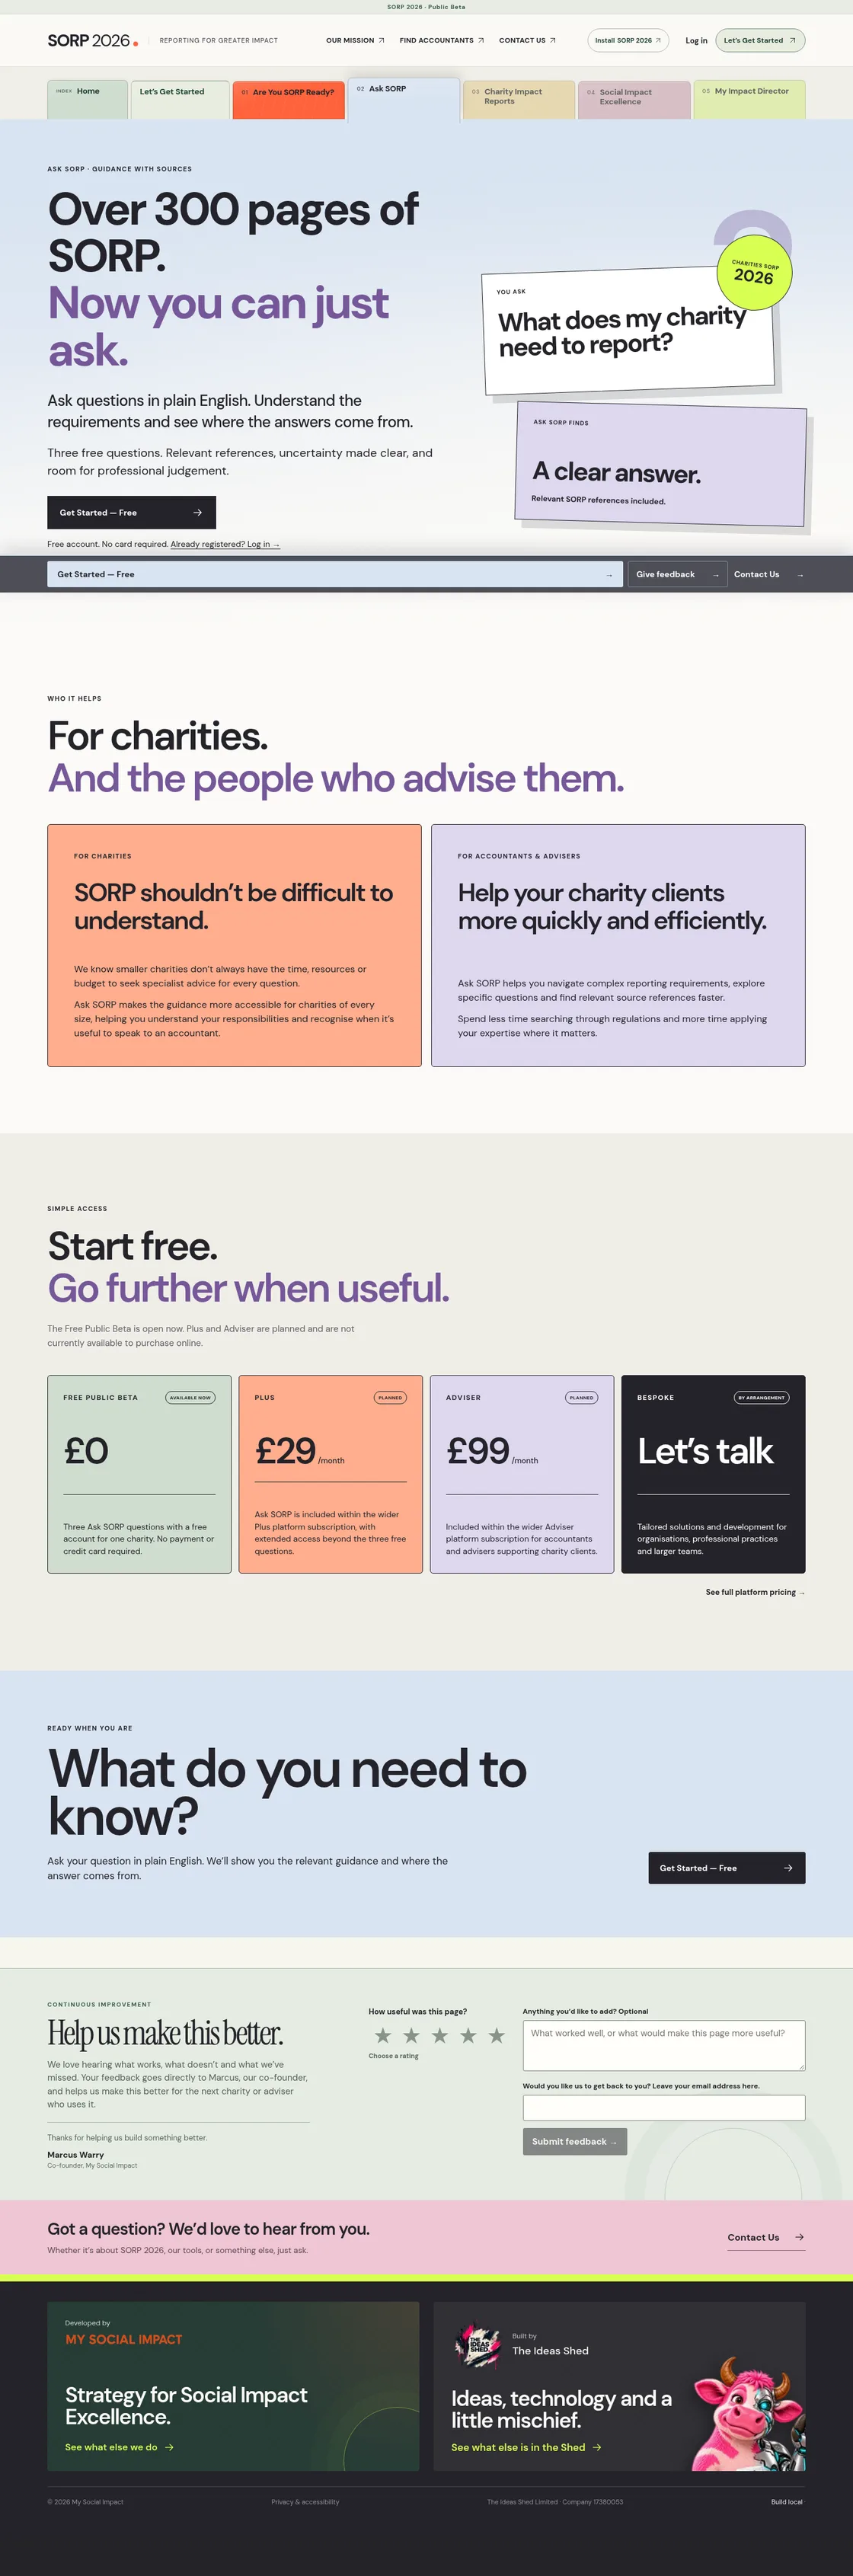 SORP 2026 · Public Beta
SORP 2026
REPORTING FOR GREATER IMPACT
OUR MISSION
FIND ACCOUNTANTS
CONTACT US
Install SORP 2026
Log in
Let's Get Started
INDEX Home
Let's Get Started
01 Are You SORP Ready?
02 Ask SORP
03 Charity Impact
Reports
04 Social Impact
Excellence
05 My Impact Director
ASK SORP · GUIDANCE WITH SOURCES
Over 300 pages of
SORP.
Now you can just
ask.
Ask questions in plain English. Understand the
requirements and see where the answers come from.
Three free questions. Relevant references, uncertainty made clear, and
room for professional judgement.
Get Started — Free →
Free account. No card required. Already registered? Log in →
?
CHARITIES SORP
2026
YOU ASK
What does my charity
need to report?
ASK SORP FINDS
A clear answer.
Relevant SORP references included.
Get Started — Free →
Give feedback →
Contact Us →
WHO IT HELPS
For charities.
And the people who advise them.
FOR CHARITIES
SORP shouldn't be difficult to
understand.
We know smaller charities don't always have the time, resources or
budget to seek specialist advice for every question.
Ask SORP makes the guidance more accessible for charities of every
size, helping you understand your responsibilities and recognise when it's
useful to speak to an accountant.
FOR ACCOUNTANTS & ADVISERS
Help your charity clients
more quickly and efficiently.
Ask SORP helps you navigate complex reporting requirements, explore
specific questions and find relevant source references faster.
Spend less time searching through regulations and more time applying
your expertise where it matters.
SIMPLE ACCESS
Start free.
Go further when useful.
The Free Public Beta is open now. Plus and Adviser are planned and are not
currently available to purchase online.
FREE PUBLIC BETA
AVAILABLE NOW
£0
Three Ask SORP questions with a free
account for one charity. No payment or
credit card required.
PLUS
PLANNED
£29 /month
Ask SORP is included within the wider
Plus platform subscription, with
extended access beyond the three free
questions.
ADVISER
PLANNED
£99 /month
Included within the wider Adviser
platform subscription for accountants
and advisers supporting charity clients.
BESPOKE
BY ARRANGEMENT
Let's talk
Tailored solutions and development for
organisations, professional practices
and larger teams.
See full platform pricing →
READY WHEN YOU ARE
What do you need to
know?
Ask your question in plain English. We'll show you the relevant guidance and where the
answer comes from.
Get Started — Free →
CONTINUOUS IMPROVEMENT
Help us make this better.
We love hearing what works, what doesn't and what we've
missed. Your feedback goes directly to Marcus, our co-founder,
and helps us make this better for the next charity or adviser
who uses it.
Thanks for helping us build something better.
Marcus Warry
Co-founder, My Social Impact
How useful was this page?
★ ★ ★ ★ ★
Choose a rating
Anything you'd like to add? Optional
What worked well, or what would make this page more useful?
Would you like us to get back to you? Leave your email address here.
Submit feedback →
Got a question? We'd love to hear from you.
Whether it's about SORP 2026, our tools, or something else, just ask.
Contact Us →
Developed by
MY SOCIAL IMPACT
Strategy for Social Impact
Excellence.
See what else we do →
THE IDEAS SHED
Built by
The Ideas Shed
Ideas, technology and a
little mischief.
See what else is in the Shed →
© 2026 My Social Impact
Privacy & accessibility
The Ideas Shed Limited · Company 17380053
Build local